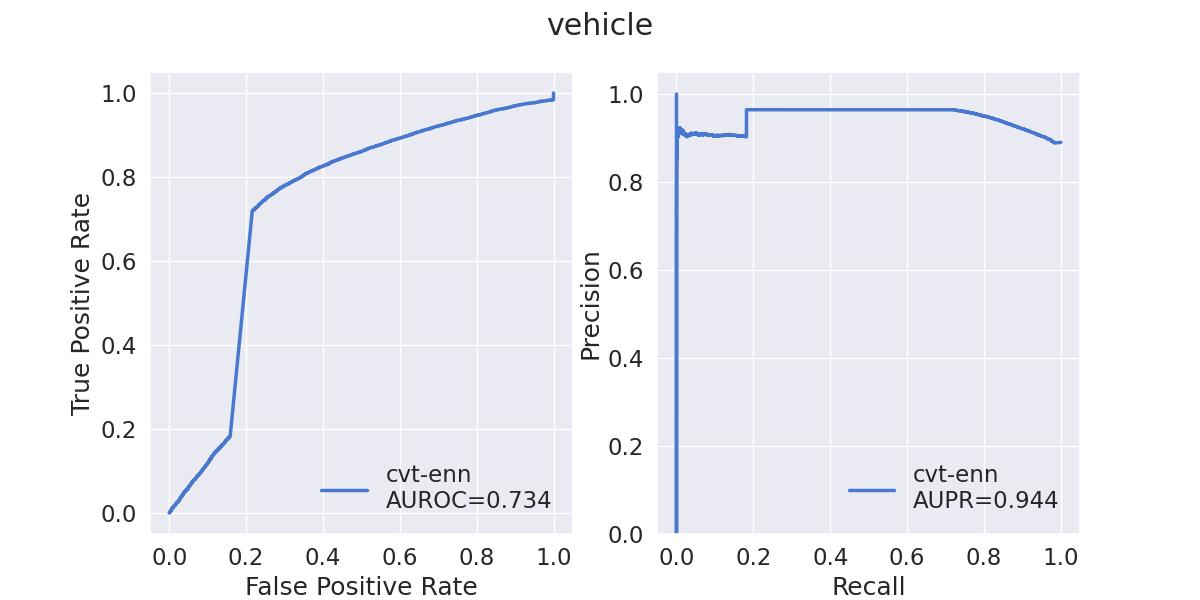 vehicle
True Positive Rate
1.0
0.8
0.6
0.4
0.2
0.0
cvt-enn
AUROC=0.734
0.0 0.2 0.4 0.6 0.8 1.0
False Positive Rate
Precision
1.0
0.8
0.6
0.4
0.2
0.0
cvt-enn
AUPR=0.944
0.0 0.2 0.4 0.6 0.8 1.0
Recall